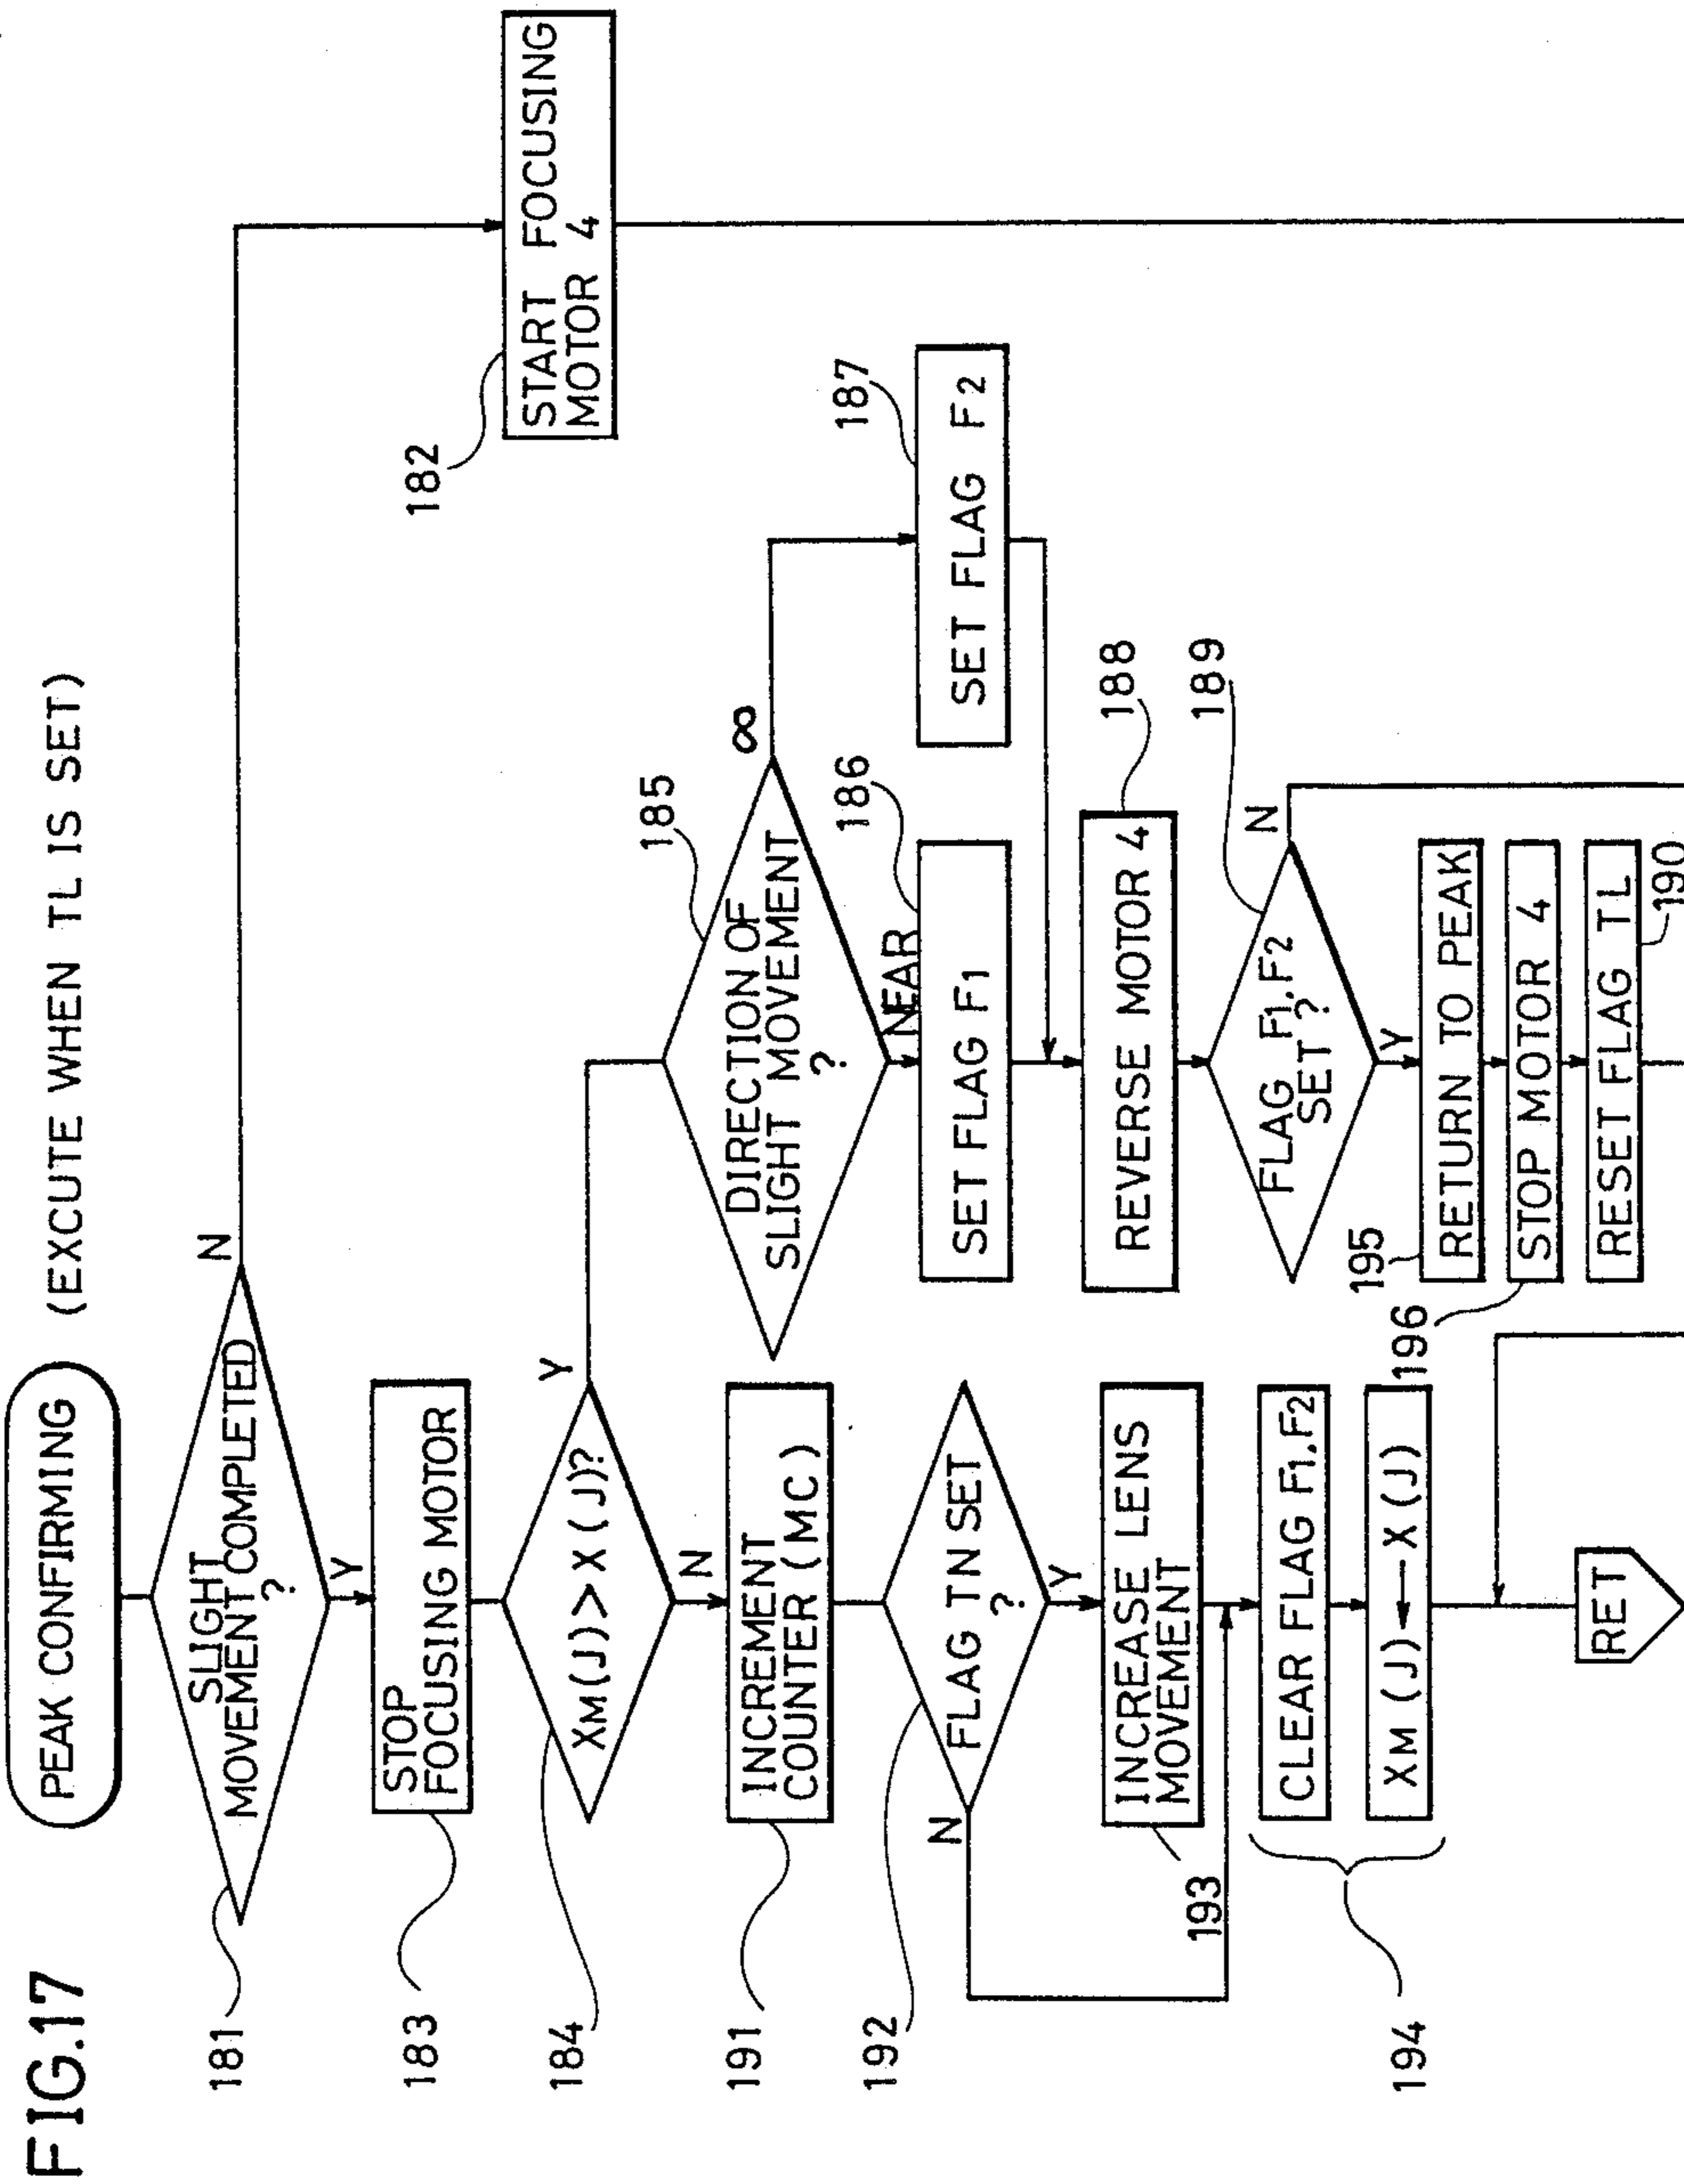 FIG.17
PEAK CONFIRMING
(EXCUTE WHEN TL IS SET)
181
SLIGHT
MOVEMENT COMPLETED
?
N
Y
182
START FOCUSING
MOTOR 4
183
STOP
FOCUSING MOTOR
184
XM(J)>X(J)?
Y
N
185
DIRECTION OF
SLIGHT MOVEMENT
?
∞
NEAR
186
SET FLAG F1
187
SET FLAG F2
188
REVERSE MOTOR 4
189
FLAG F1,F2
SET ?
N
Y
195
RETURN TO PEAK
196
STOP MOTOR 4
RESET FLAG TL
190
191
INCREMENT
COUNTER(MC)
192
FLAG TN SET
?
N
Y
193
INCREASE LENS
MOVEMENT
194
CLEAR FLAG F1,F2
XM(J)←X(J)
RET